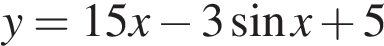 y = 15x − 3 sin x + 5